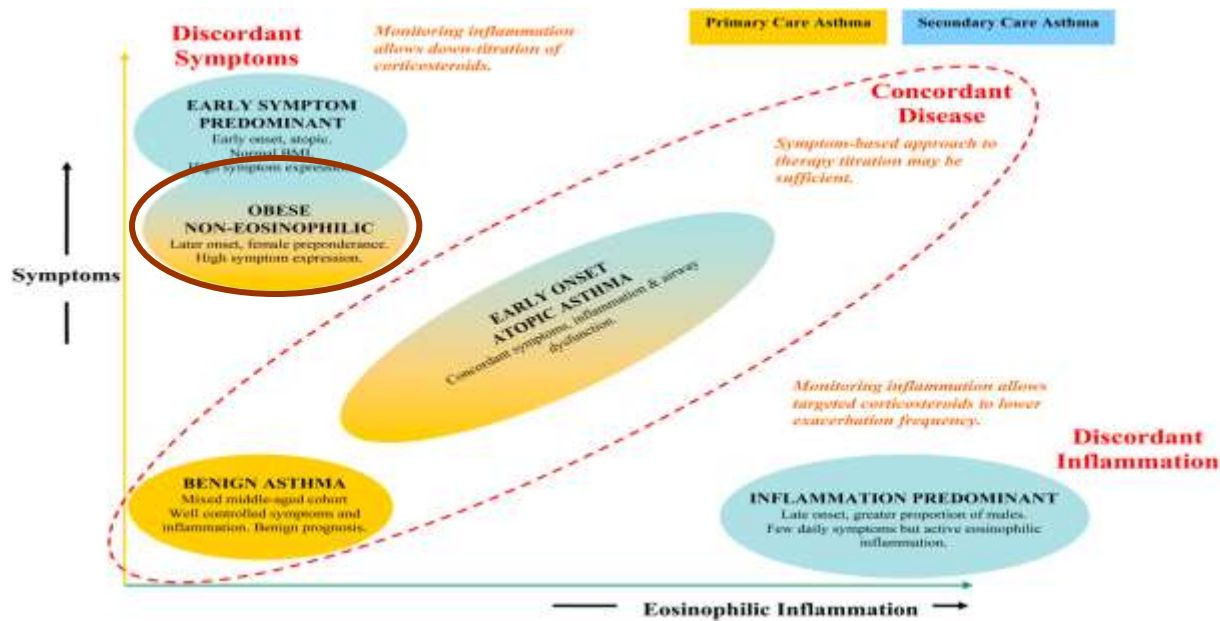 Primary Care Asthma
Secondary Care Asthma
Discordant
Symptoms
Monitoring inflammation
allows down-titration of
corticosteroids.
EARLY SYMPTOM
PREDOMINANT
Early onset, atopic.
Normal BMI.
High symptom expression.
OBESE
NON-EOSINOPHILIC
Later onset, female preponderance.
High symptom expression.
Concordant
Disease
Symptom-based approach to
therapy titration may be
sufficient.
Symptoms
EARLY ONSET
ATOPIC ASTHMA
Concordant symptoms, inflammation & airway
dysfunction.
Monitoring inflammation allows
targeted corticosteroids to lower
exacerbation frequency.
Discordant
Inflammation
BENIGN ASTHMA
Mixed middle-aged cohort
Well controlled symptoms and
inflammation. Benign prognosis.
INFLAMMATION PREDOMINANT
Late onset, greater proportion of males.
Few daily symptoms but active eosinophilic
inflammation.
Eosinophilic Inflammation